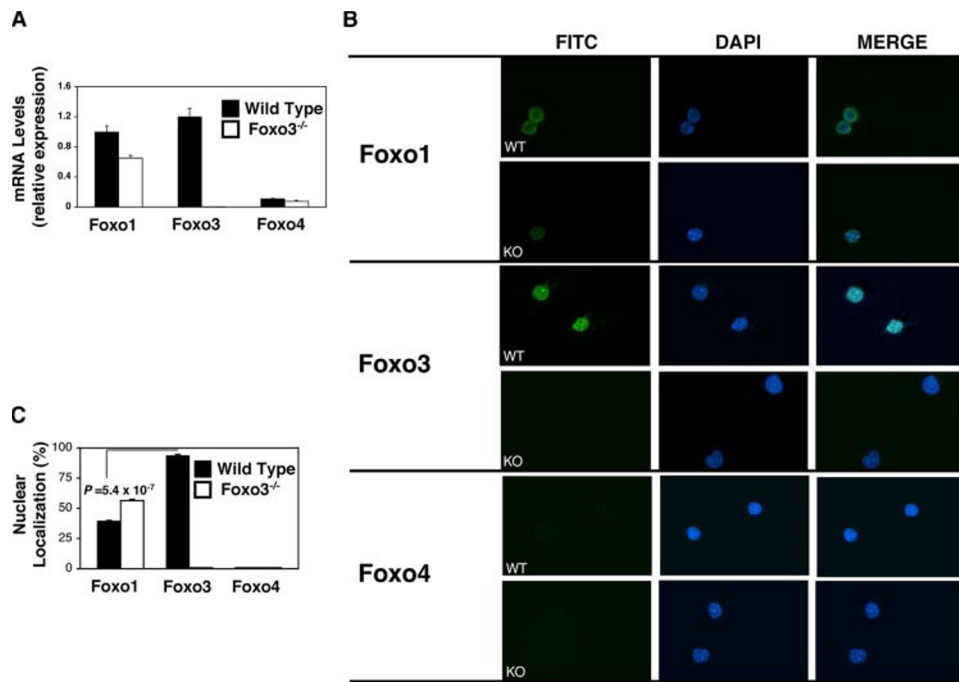 A
mRNA Levels
(relative expression)
1.6
1.2
0.8
0.4
0
Wild Type
Foxo3-/-
Foxo1 Foxo3 Foxo4
B
FITC DAPI MERGE
Foxo1
WT
KO
Foxo3
WT
KO
Foxo4
WT
KO
C
Nuclear
Localization (%)
100
75
50
25
0
P =5.4 x 10-7
Wild Type
Foxo3-/-
Foxo1 Foxo3 Foxo4